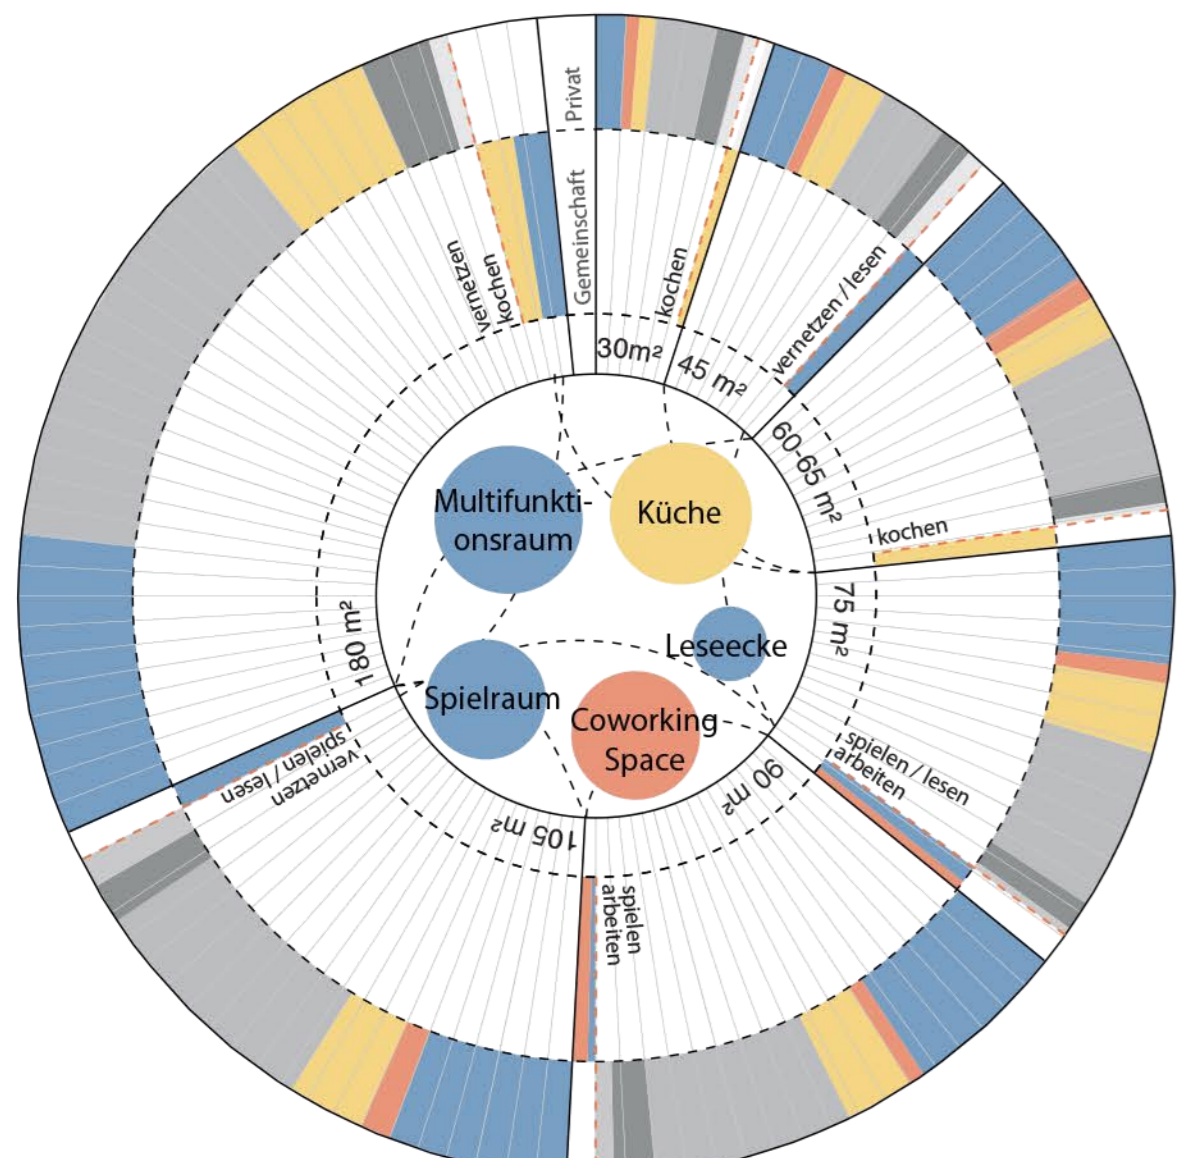 Privat
Gemeinschaft
kochen
30m²
45 m²
vernetzen / lesen
60-65 m²
kochen
75 m²
spielen / lesen
arbeiten
90 m²
spielen
arbeiten
105 m²
vernetzen
spielen / lesen
180 m²
vernetzen
kochen
Multifunkti-
onsraum
Küche
Leseecke
Spielraum
Coworking
Space